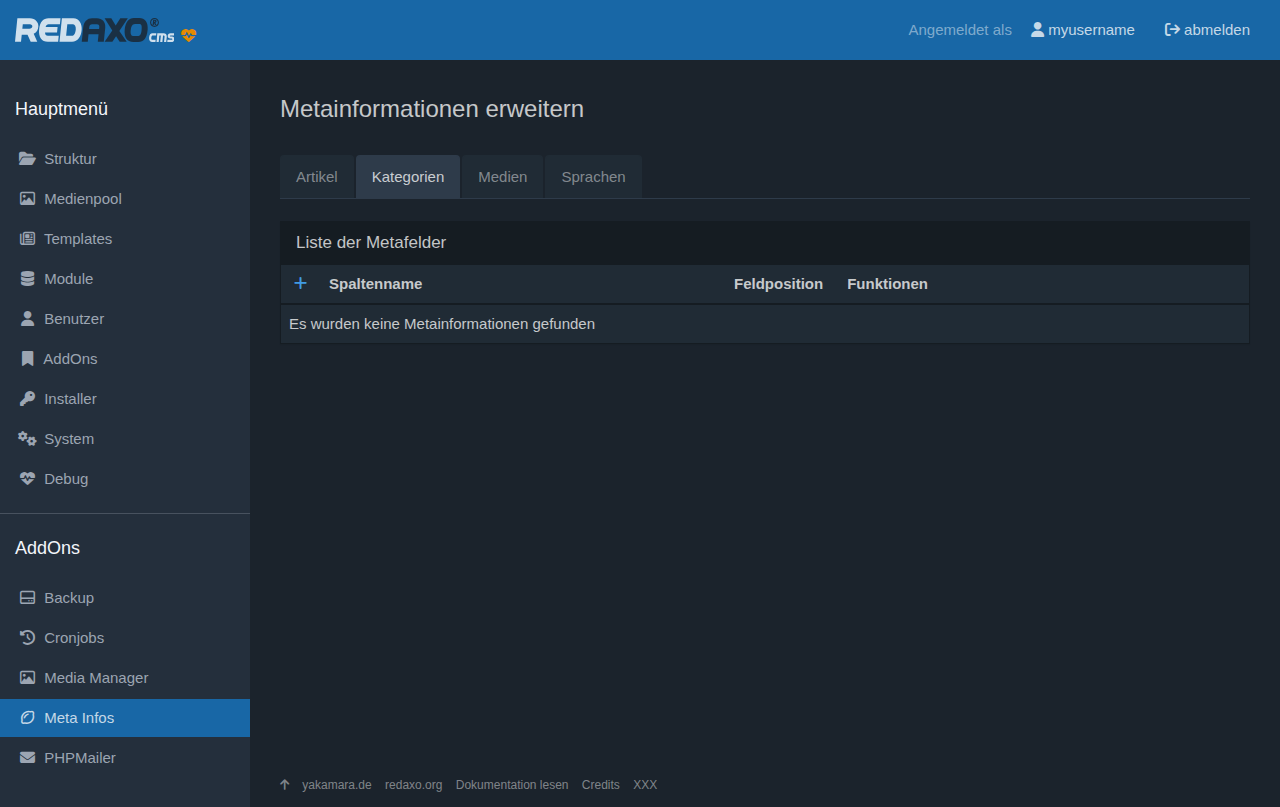 REDAXO® cms
Angemeldet als myusername abmelden
Hauptmenü
Struktur
Medienpool
Templates
Module
Benutzer
AddOns
Installer
System
Debug
AddOns
Backup
Cronjobs
Media Manager
Meta Infos
PHPMailer
Metainformationen erweitern
Artikel Kategorien Medien Sprachen
Liste der Metafelder
Spaltenname Feldposition Funktionen
Es wurden keine Metainformationen gefunden
yakamara.de redaxo.org Dokumentation lesen Credits XXX